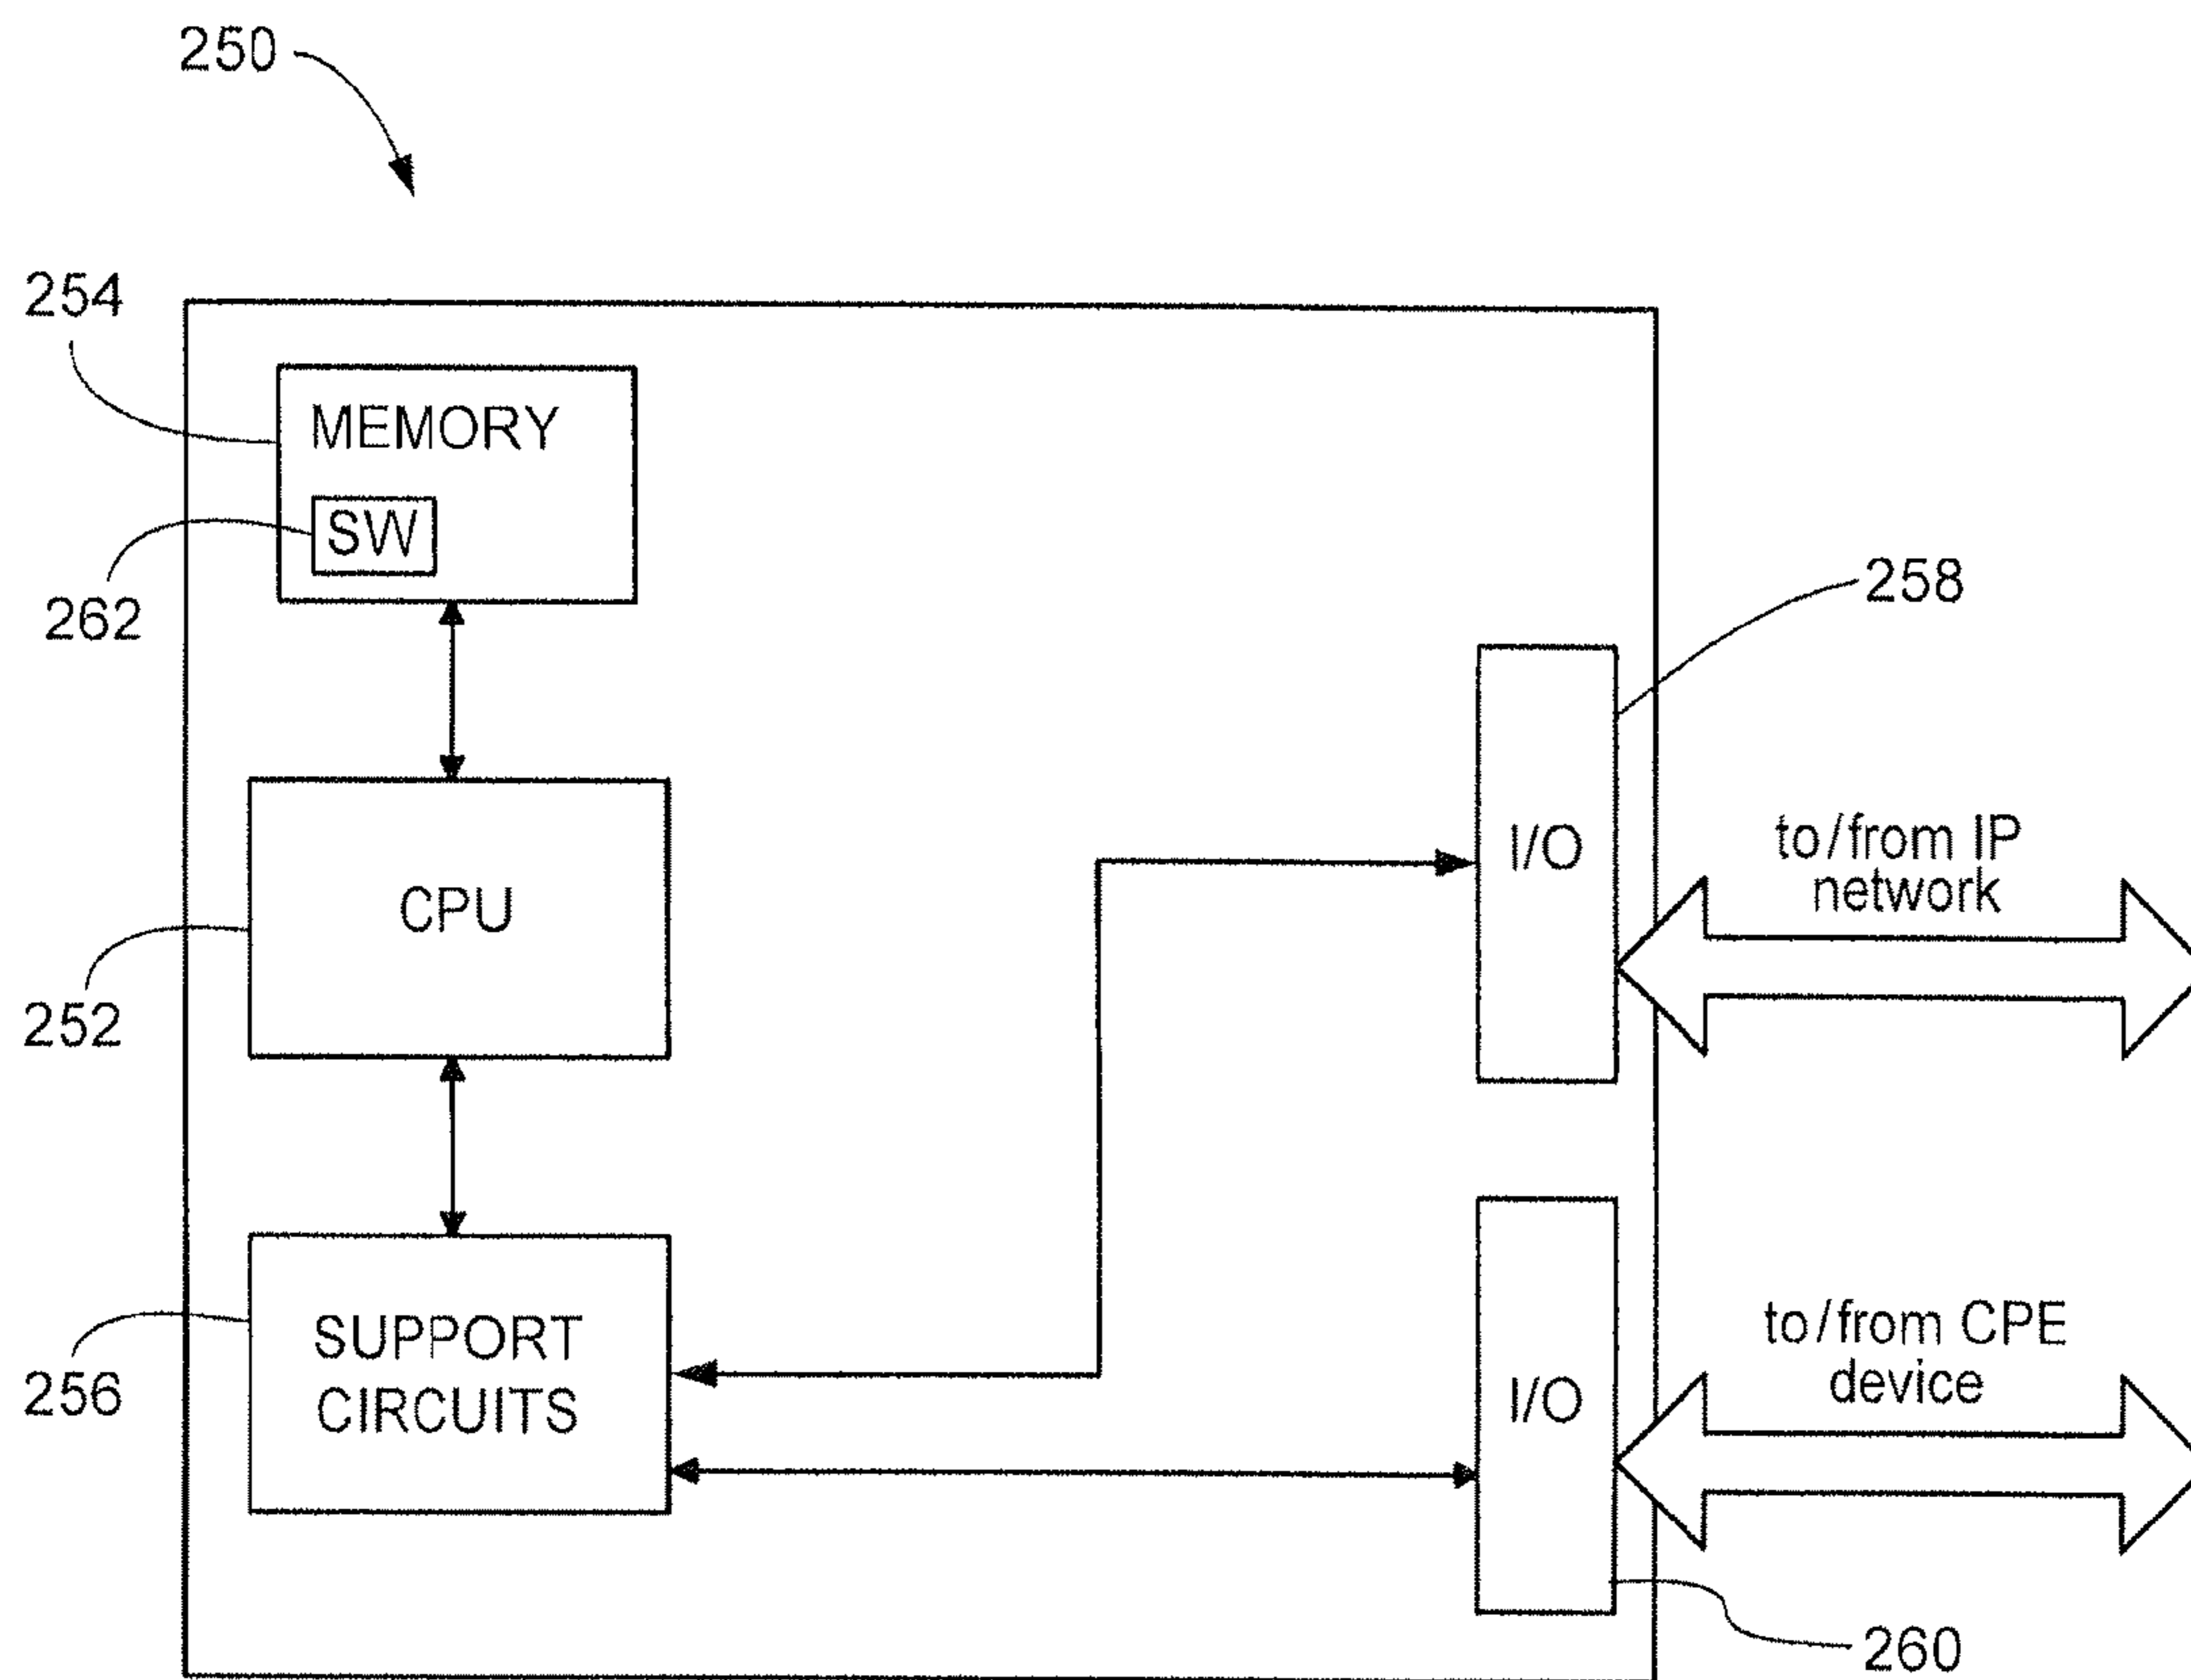 250
254
MEMORY
SW
262
258
I/O
to/from IP
network
CPU
252
SUPPORT
CIRCUITS
256
I/O
to/from CPE
device
260